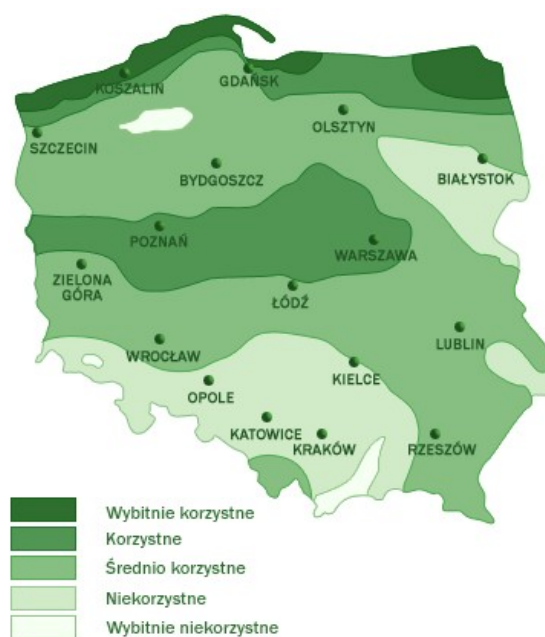 KOSZALIN
GDAŃSK
OLSZTYN
SZCZECIN
BYDGOSZCZ
BIAŁYSTOK
POZNAŃ
WARSZAWA
ZIELONA
GÓRA
ŁÓDŹ
WROCŁAW
LUBLIN
KIELCE
OPOLE
KATOWICE
KRAKÓW
RZESZÓW
Wybitnie korzystne
Korzystne
Średnio korzystne
Niekorzystne
Wybitnie niekorzystne